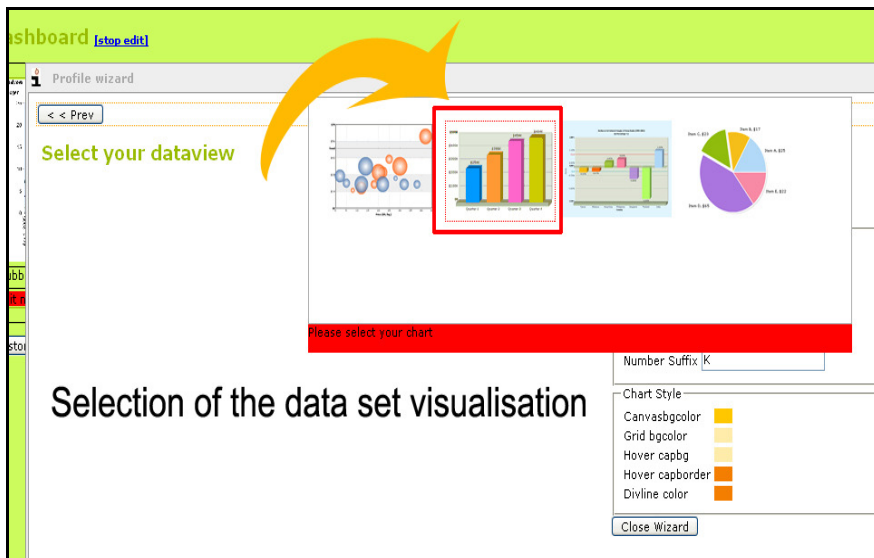 ashboard [stop edit]
Profile wizard
< < Prev
Select your dataview
Please select your chart
Number Suffix K
Selection of the data set visualisation
Chart Style
Canvasbgcolor
Grid bgcolor
Hover capbg
Hover capborder
Divline color
Close Wizard